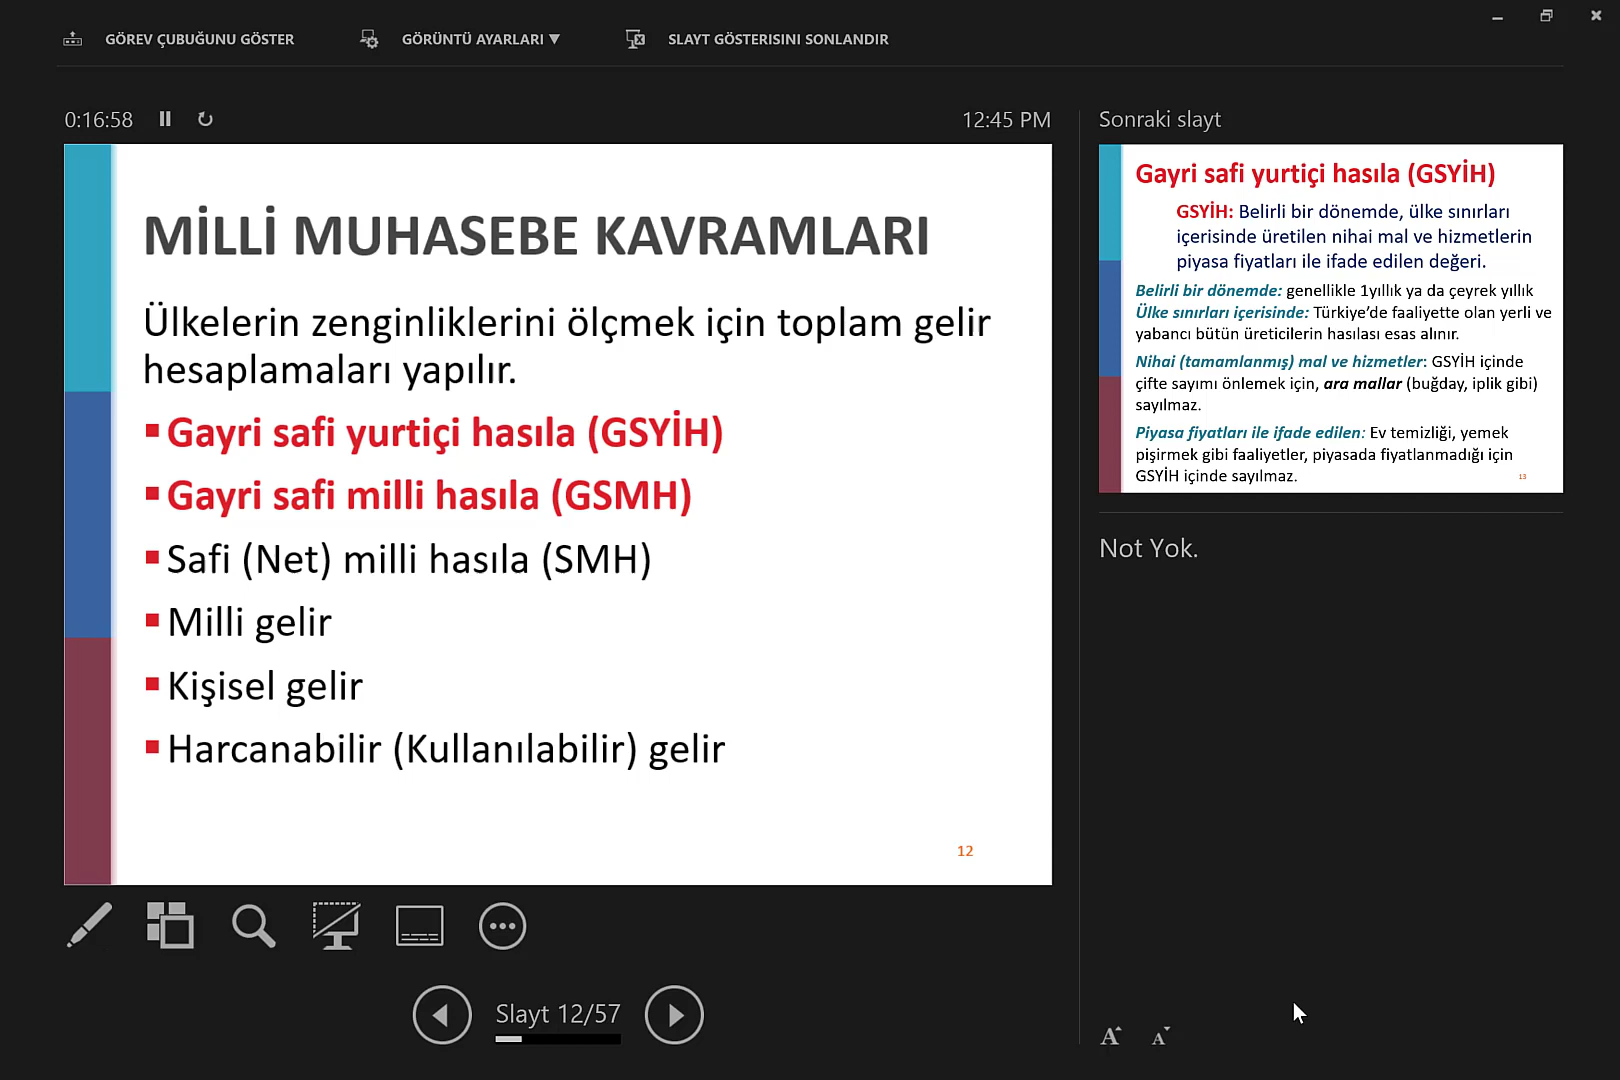 GÖREV ÇUBUĞUNU GÖSTER
GÖRÜNTÜ AYARLARI ▼
SLAYT GÖSTERISINI SONLANDIR
0:16:58
12:45 PM
MİLLİ MUHASEBE KAVRAMLARI
Ülkelerin zenginliklerini ölçmek için toplam gelir
hesaplamaları yapılır.
▪Gayri safi yurtiçi hasıla (GSYİH)
▪Gayri safi milli hasıla (GSMH)
▪Safi (Net) milli hasıla (SMH)
▪Milli gelir
▪Kişisel gelir
▪Harcanabilir (Kullanılabilir) gelir
12
Slayt 12/57
Sonraki slayt
Gayri safi yurtiçi hasıla (GSYİH)
GSYİH: Belirli bir dönemde, ülke sınırları
içerisinde üretilen nihai mal ve hizmetlerin
piyasa fiyatları ile ifade edilen değeri.
Belirli bir dönemde: genellikle 1yıllık ya da çeyrek yıllık
Ülke sınırları içerisinde: Türkiye’de faaliyette olan yerli ve
yabancı bütün üreticilerin hasılası esas alınır.
Nihai (tamamlanmış) mal ve hizmetler: GSYİH içinde
çifte sayımı önlemek için, ara mallar (buğday, iplik gibi)
sayılmaz.
Piyasa fiyatları ile ifade edilen: Ev temizliği, yemek
pişirmek gibi faaliyetler, piyasada fiyatlanmadığı için
GSYİH içinde sayılmaz.
13
Not Yok.
A A